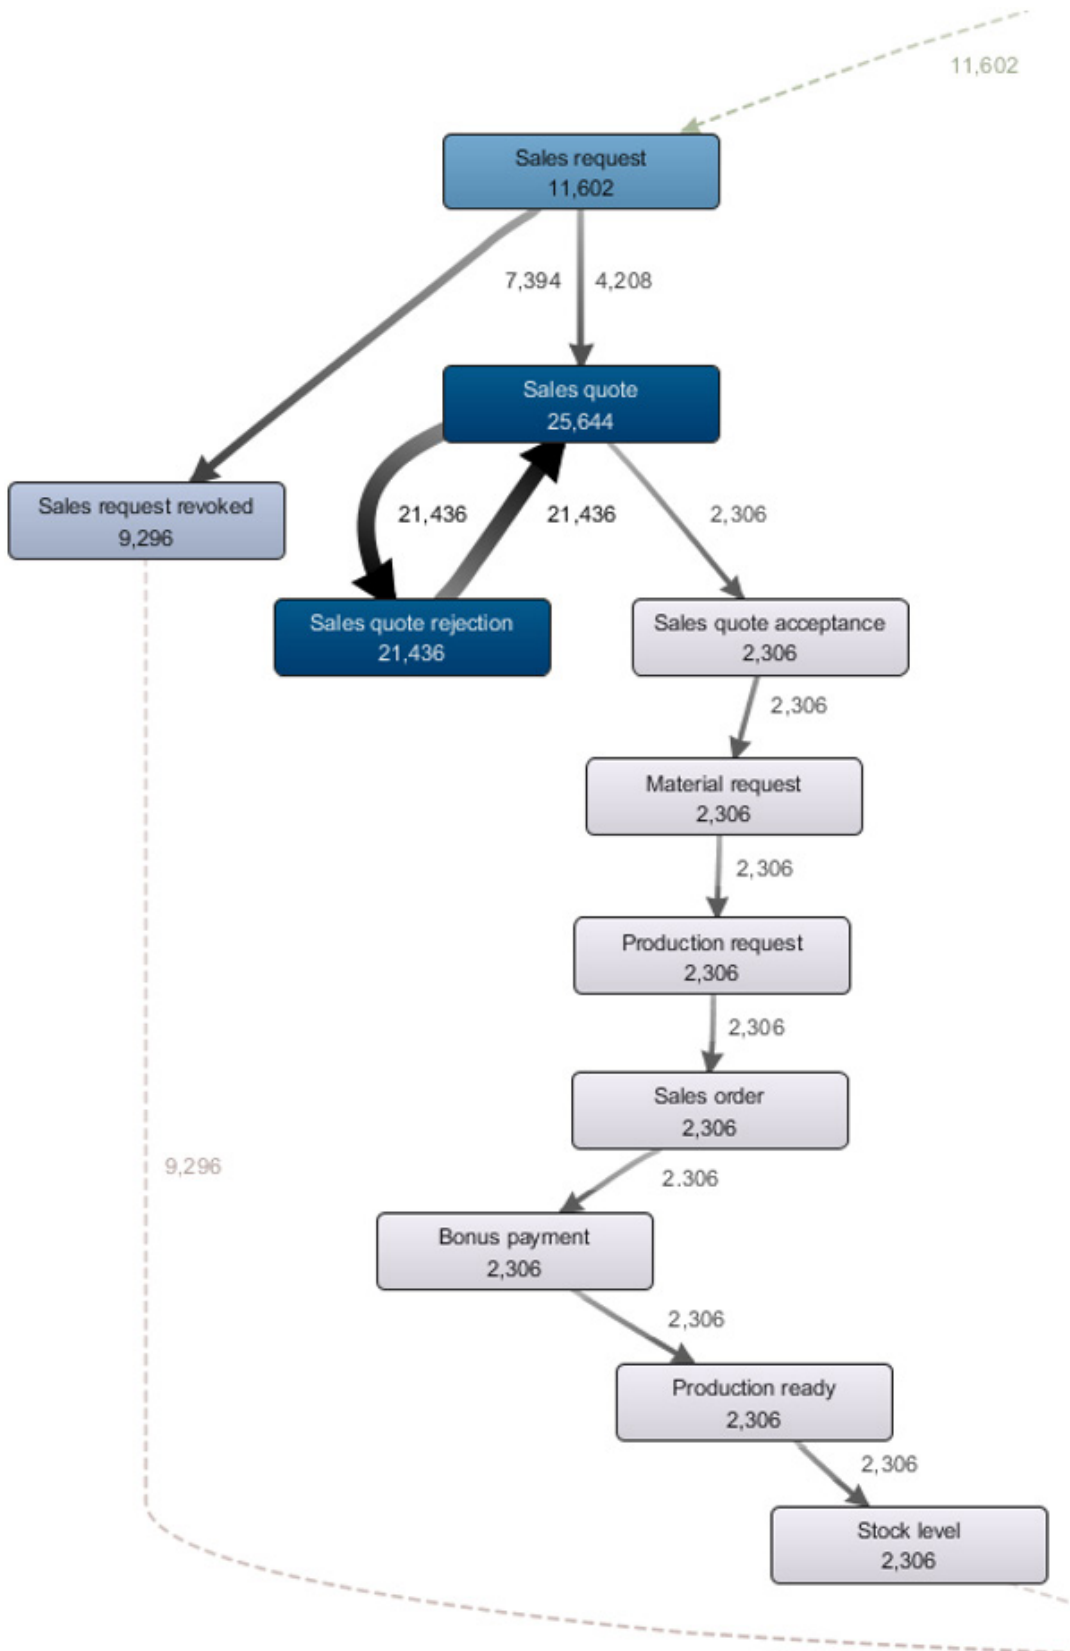 11,602
Sales request
11,602
7,394
4,208
Sales quote
25,644
Sales request revoked
9,296
21,436
21,436
2,306
Sales quote rejection
21,436
Sales quote acceptance
2,306
2,306
Material request
2,306
2,306
Production request
2,306
2,306
Sales order
2,306
9,296
2.306
Bonus payment
2,306
2,306
Production ready
2,306
2,306
Stock level
2,306